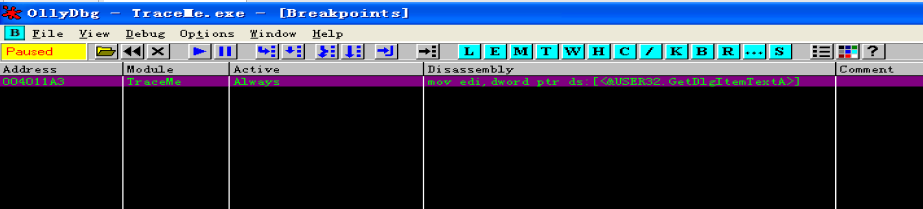 OllyDbg - TraceMe.exe - [Breakpoints]
B File View Debug Options Window Help
Paused L E M T W H C / K B R ... S ?
Address Module Active Disassembly Comment
004011A3 TraceMe Always mov edi,dword ptr ds:[<&USER32.GetDlgItemTextA>]